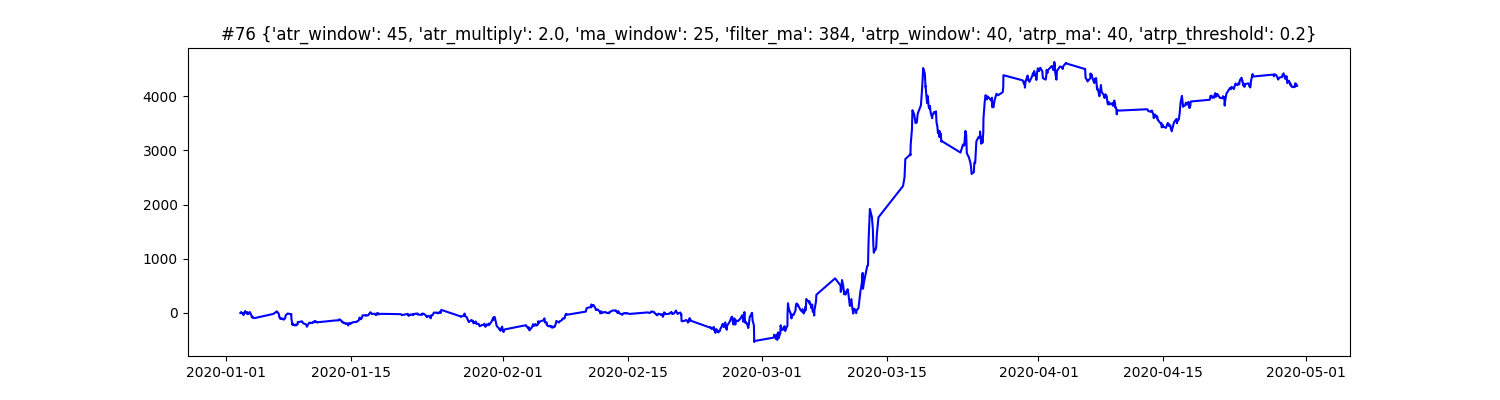 #76 {'atr_window': 45, 'atr_multiply': 2.0, 'ma_window': 25, 'filter_ma': 384, 'atrp_window': 40, 'atrp_ma': 40, 'atrp_threshold': 0.2}
4000
3000
2000
1000
0
2020-01-01 2020-01-15 2020-02-01 2020-02-15 2020-03-01 2020-03-15 2020-04-01 2020-04-15 2020-05-01